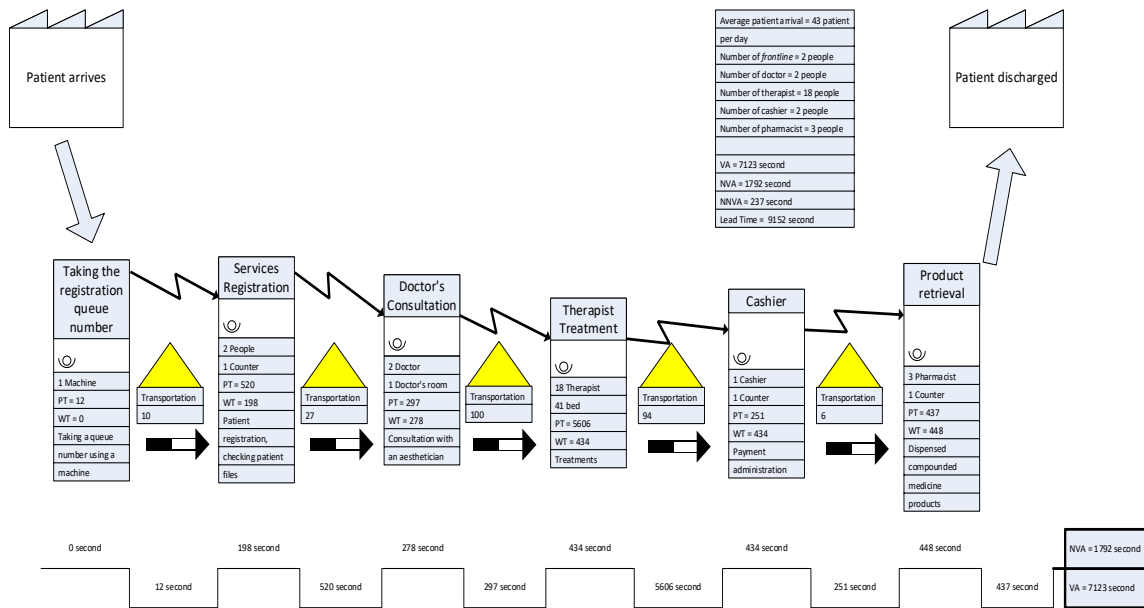 Patient arrives
Average patient arrival = 43 patient
per day
Number of frontline = 2 people
Number of doctor = 2 people
Number of therapist = 18 people
Number of cashier = 2 people
Number of pharmacist = 3 people
VA = 7123 second
NVA = 1792 second
NNVA = 237 second
Lead Time = 9152 second
Patient discharged
Taking the
registration
queue
number
1 Machine
PT = 12
WT = 0
Taking a queue
number using a
machine
Transportation
10
Services
Registration
2 People
1 Counter
PT = 520
WT = 198
Patient
registration,
checking patient
files
Transportation
27
Doctor's
Consultation
2 Doctor
1 Doctor's room
PT = 297
WT = 278
Consultation with
an aesthetician
Transportation
100
Therapist
Treatment
18 Therapist
41 bed
PT = 5606
WT = 434
Treatments
Transportation
94
Cashier
1 Cashier
1 Counter
PT = 251
WT = 434
Payment
administration
Transportation
6
Product
retrieval
3 Pharmacist
1 Counter
PT = 437
WT = 448
Dispensed
compounded
medicine
products
0 second
198 second
278 second
434 second
434 second
448 second
NVA = 1792 second
12 second
520 second
297 second
5606 second
251 second
437 second
VA = 7123 second